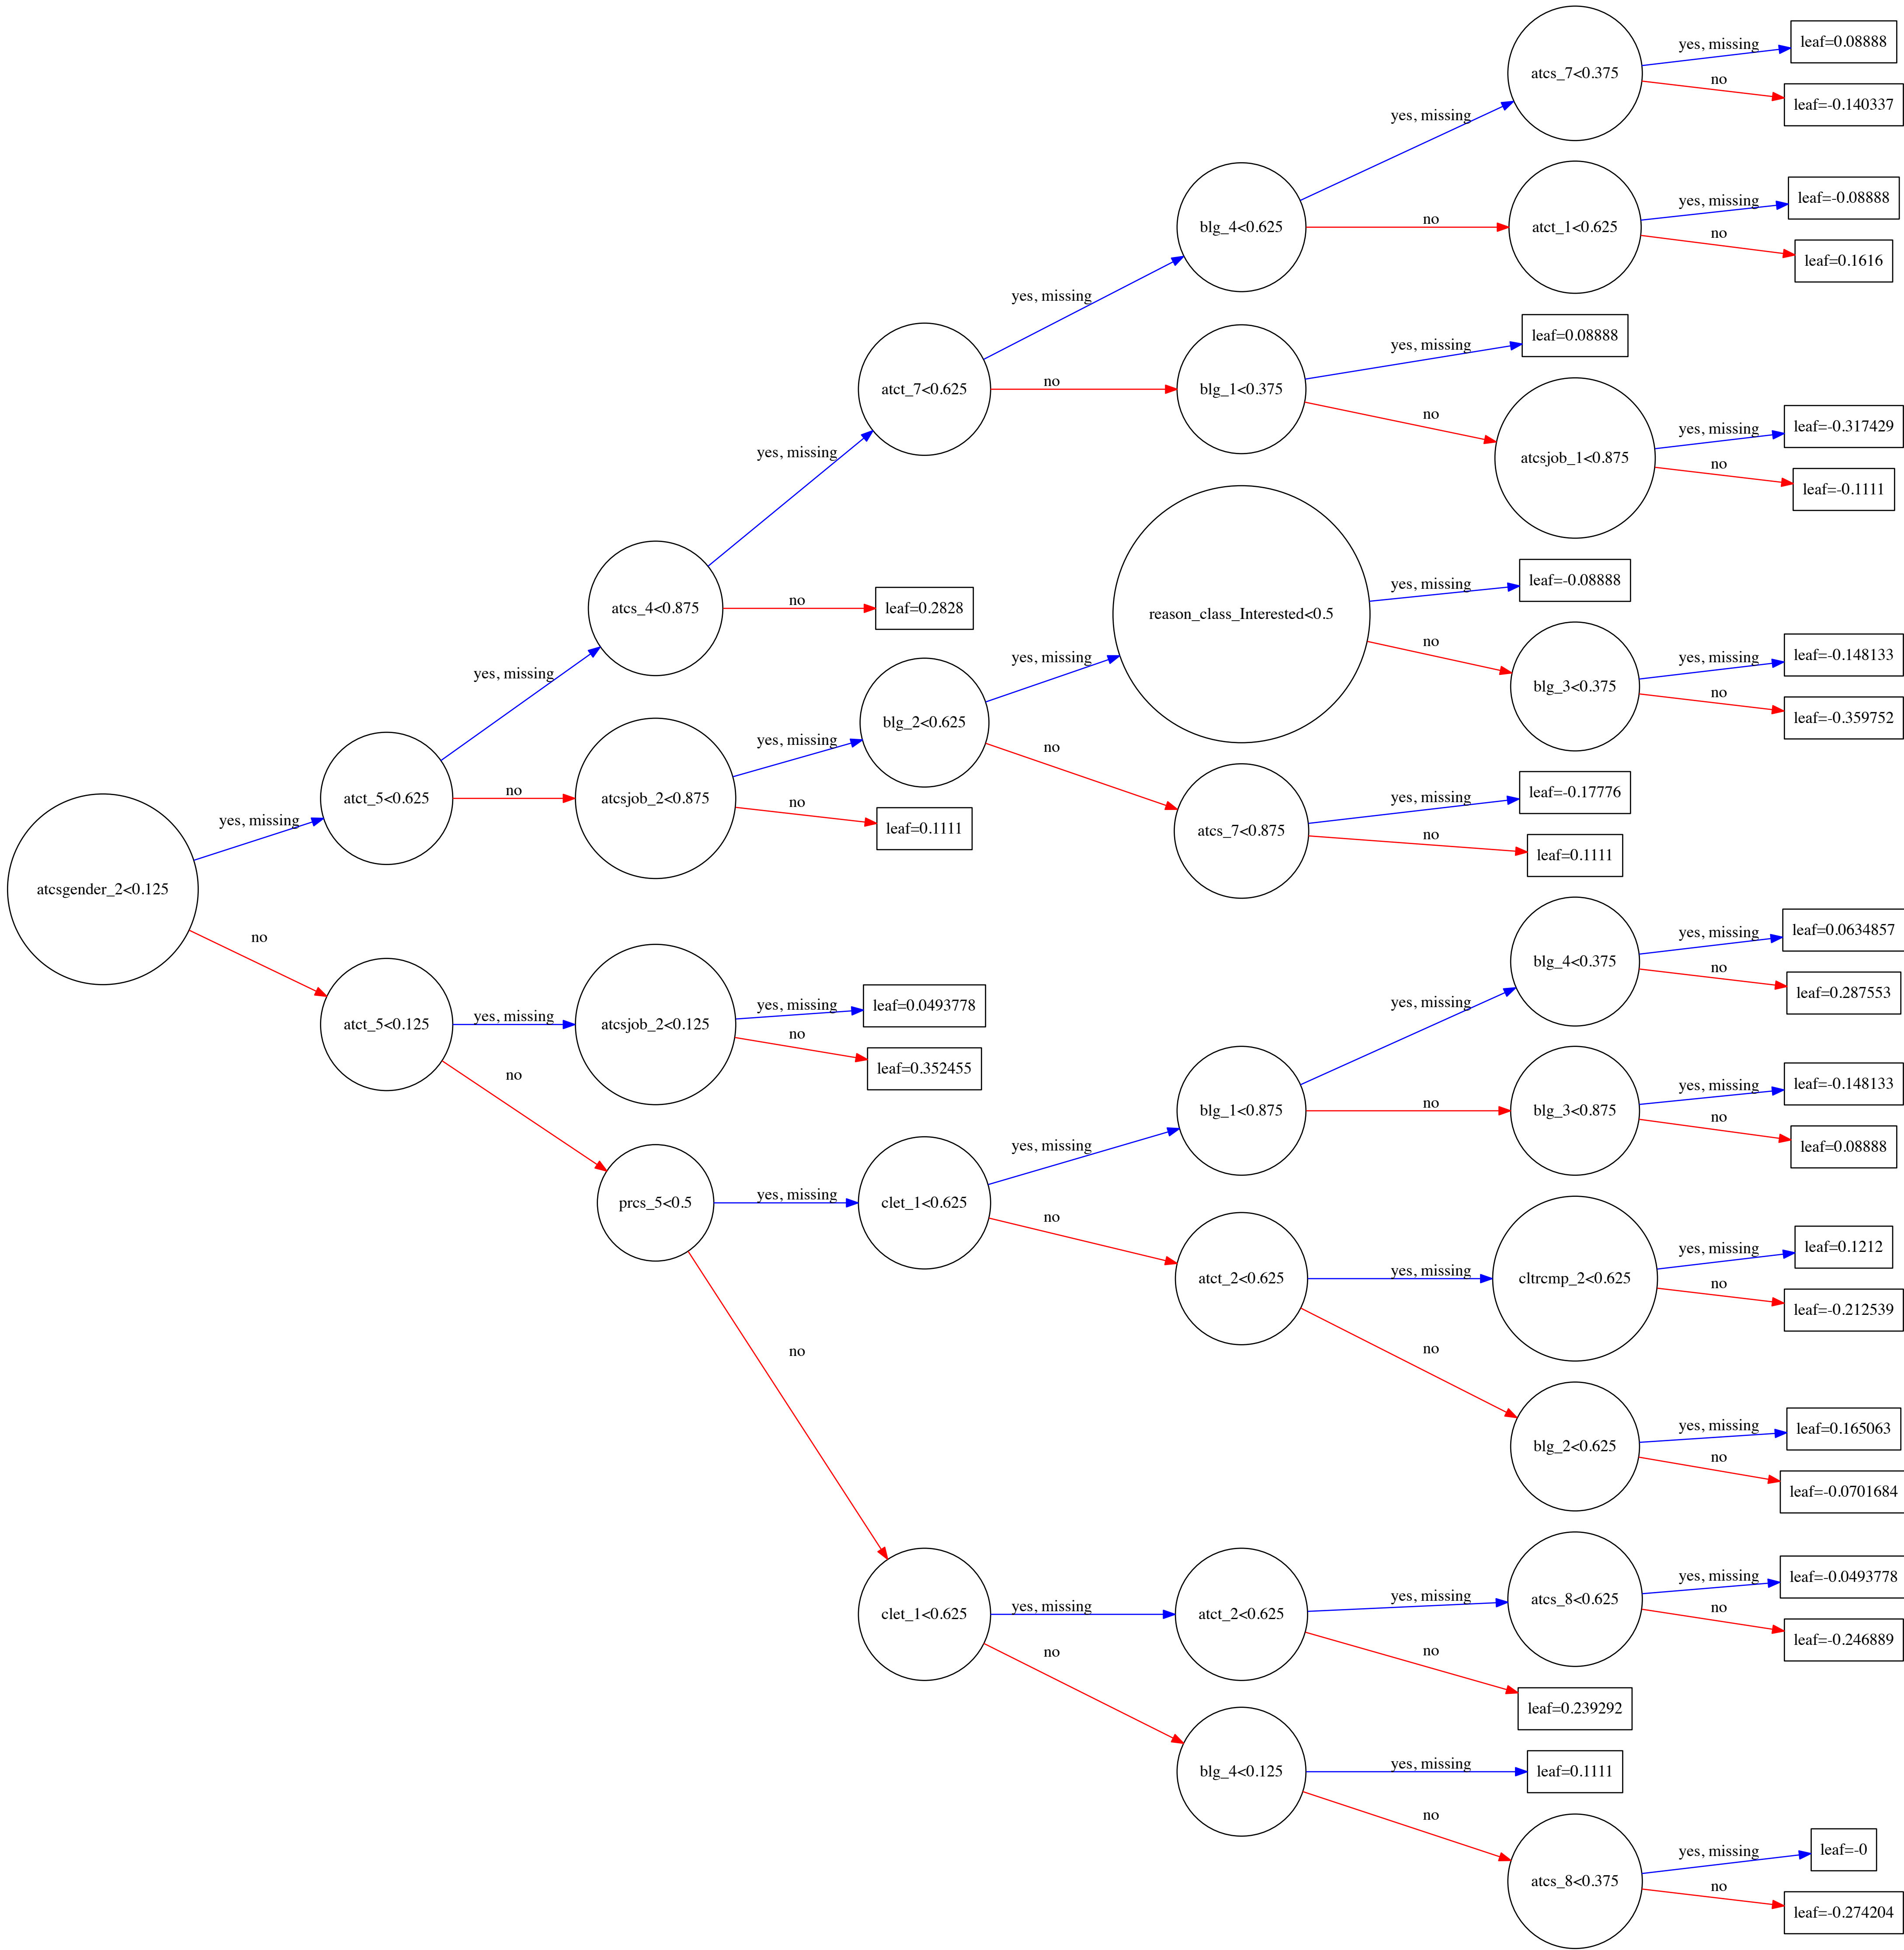 atcs_7<0.375
yes, missing
leaf=0.08888
no
leaf=-0.140337
yes, missing
blg_4<0.625
no
atct_1<0.625
yes, missing
leaf=-0.08888
no
leaf=0.1616
yes, missing
atct_7<0.625
no
blg_1<0.375
yes, missing
leaf=0.08888
no
atcsjob_1<0.875
yes, missing
leaf=-0.317429
no
leaf=-0.1111
yes, missing
atcs_4<0.875
no
leaf=0.2828
reason_class_Interested<0.5
yes, missing
leaf=-0.08888
no
blg_3<0.375
yes, missing
leaf=-0.148133
no
leaf=-0.359752
yes, missing
blg_2<0.625
yes, missing
no
atcs_7<0.875
yes, missing
leaf=-0.17776
no
leaf=0.1111
yes, missing
atct_5<0.625
no
atcsjob_2<0.875
yes, missing
no
leaf=0.1111
atcsgender_2<0.125
yes, missing
no
atct_5<0.125
yes, missing
atcsjob_2<0.125
yes, missing
leaf=0.0493778
no
leaf=0.352455
no
prcs_5<0.5
yes, missing
clet_1<0.625
yes, missing
blg_1<0.875
yes, missing
blg_4<0.375
yes, missing
leaf=0.0634857
no
leaf=0.287553
no
blg_3<0.875
yes, missing
leaf=-0.148133
no
leaf=0.08888
no
atct_2<0.625
yes, missing
cltrcmp_2<0.625
yes, missing
leaf=0.1212
no
leaf=-0.212539
no
blg_2<0.625
yes, missing
leaf=0.165063
no
leaf=-0.0701684
no
clet_1<0.625
yes, missing
atct_2<0.625
yes, missing
atcs_8<0.625
yes, missing
leaf=-0.0493778
no
leaf=-0.246889
no
leaf=0.239292
no
blg_4<0.125
yes, missing
leaf=0.1111
no
atcs_8<0.375
yes, missing
leaf=-0
no
leaf=-0.274204